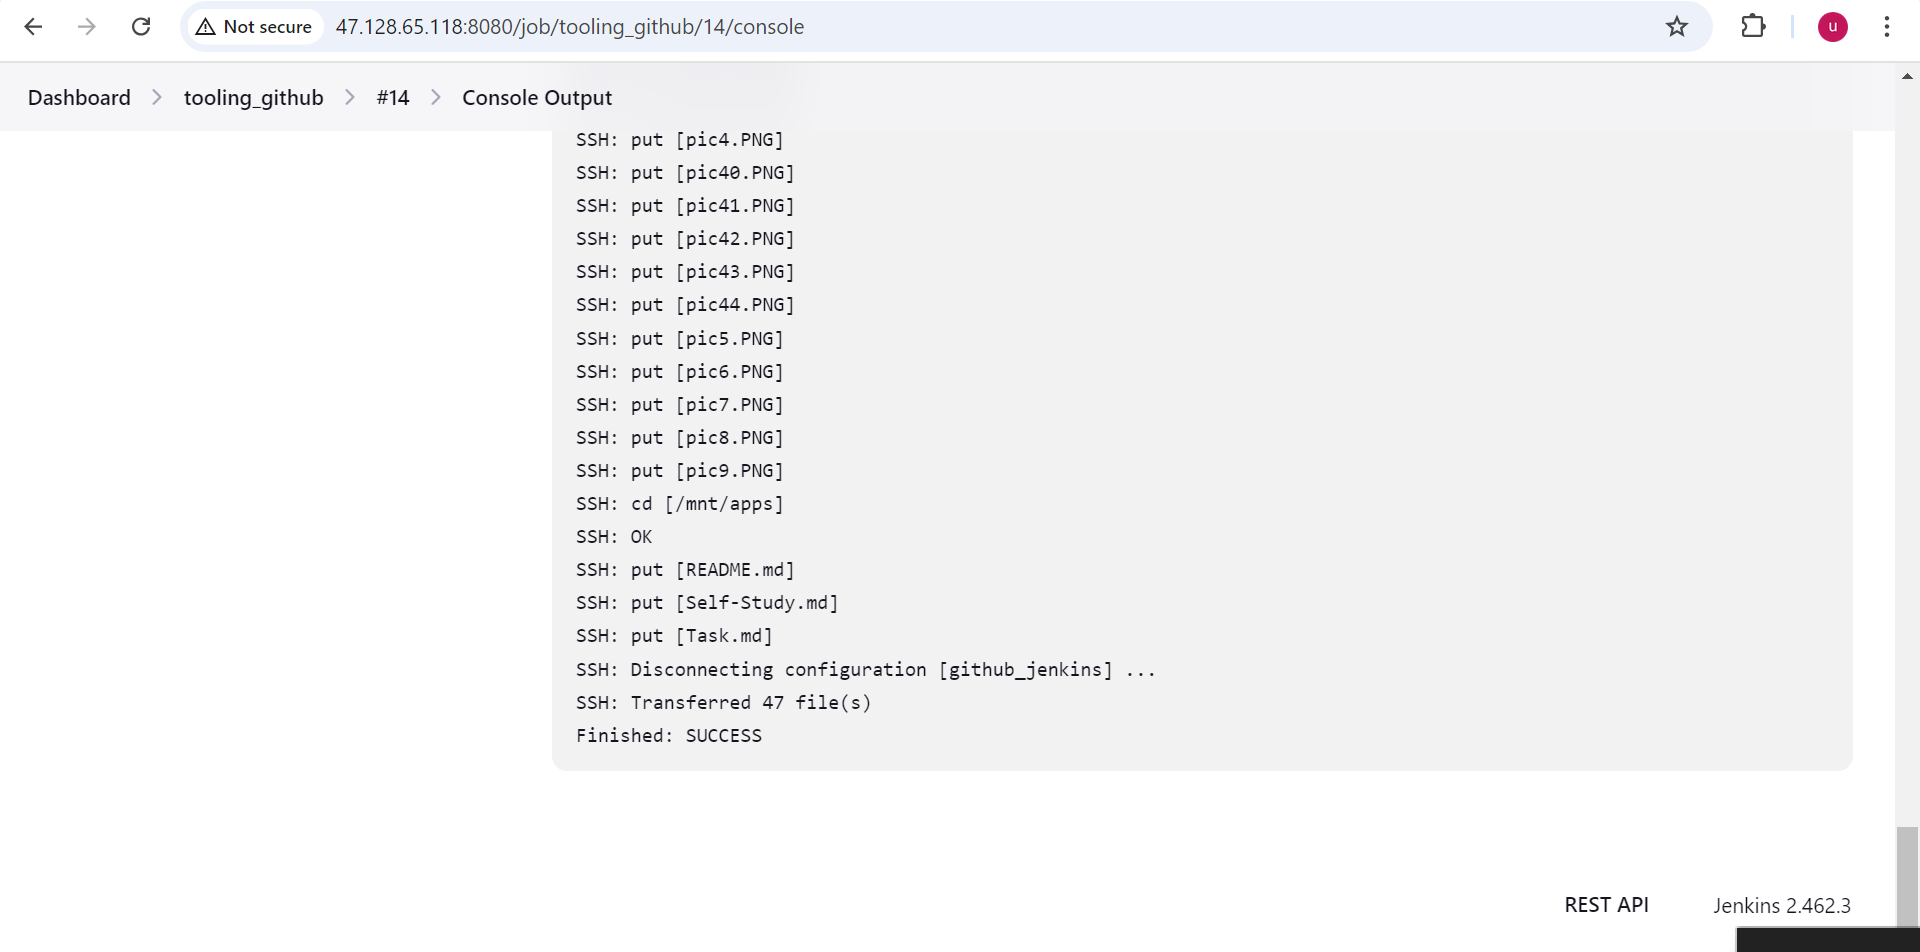 Not secure 47.128.65.118:8080/job/tooling_github/14/console u
Dashboard tooling_github #14 Console Output
SSH: put [pic4.PNG]
SSH: put [pic40.PNG]
SSH: put [pic41.PNG]
SSH: put [pic42.PNG]
SSH: put [pic43.PNG]
SSH: put [pic44.PNG]
SSH: put [pic5.PNG]
SSH: put [pic6.PNG]
SSH: put [pic7.PNG]
SSH: put [pic8.PNG]
SSH: put [pic9.PNG]
SSH: cd [/mnt/apps]
SSH: OK
SSH: put [README.md]
SSH: put [Self-Study.md]
SSH: put [Task.md]
SSH: Disconnecting configuration [github_jenkins] ...
SSH: Transferred 47 file(s)
Finished: SUCCESS
REST API Jenkins 2.462.3